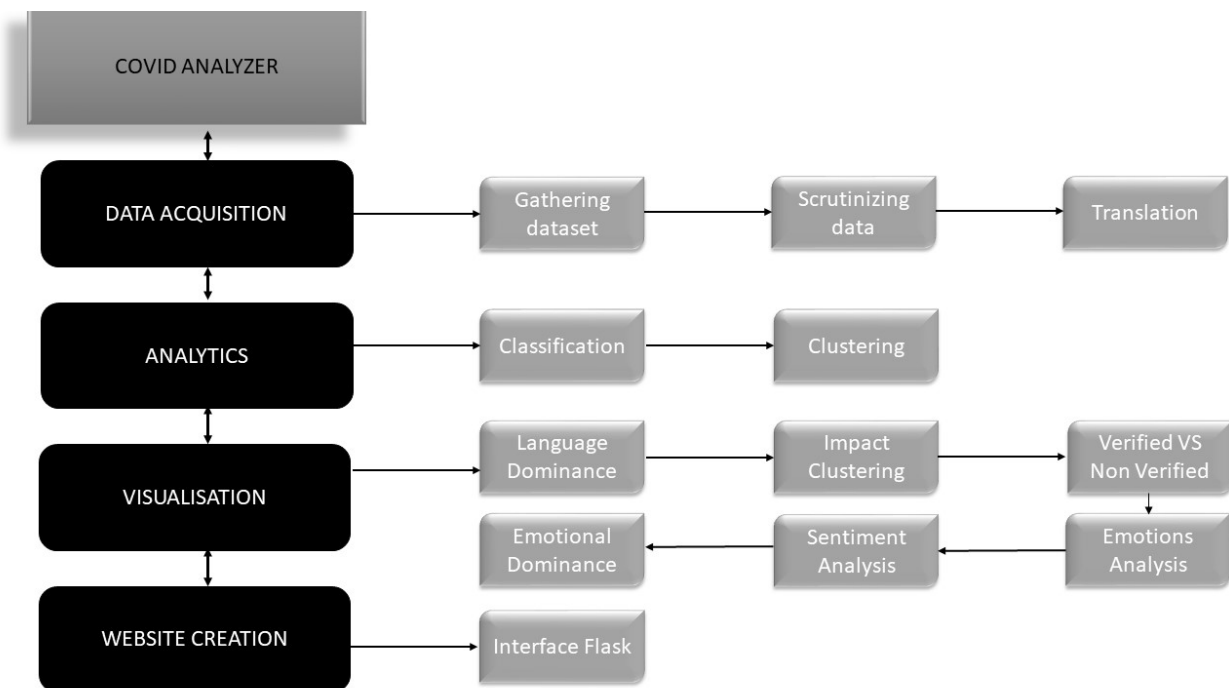 COVID ANALYZER
DATA ACQUISITION
Gathering
dataset
Scrutinizing
data
Translation
ANALYTICS
Classification
Clustering
VISUALISATION
Language
Dominance
Impact
Clustering
Verified VS
Non Verified
Emotions
Analysis
Sentiment
Analysis
Emotional
Dominance
WEBSITE CREATION
Interface Flask